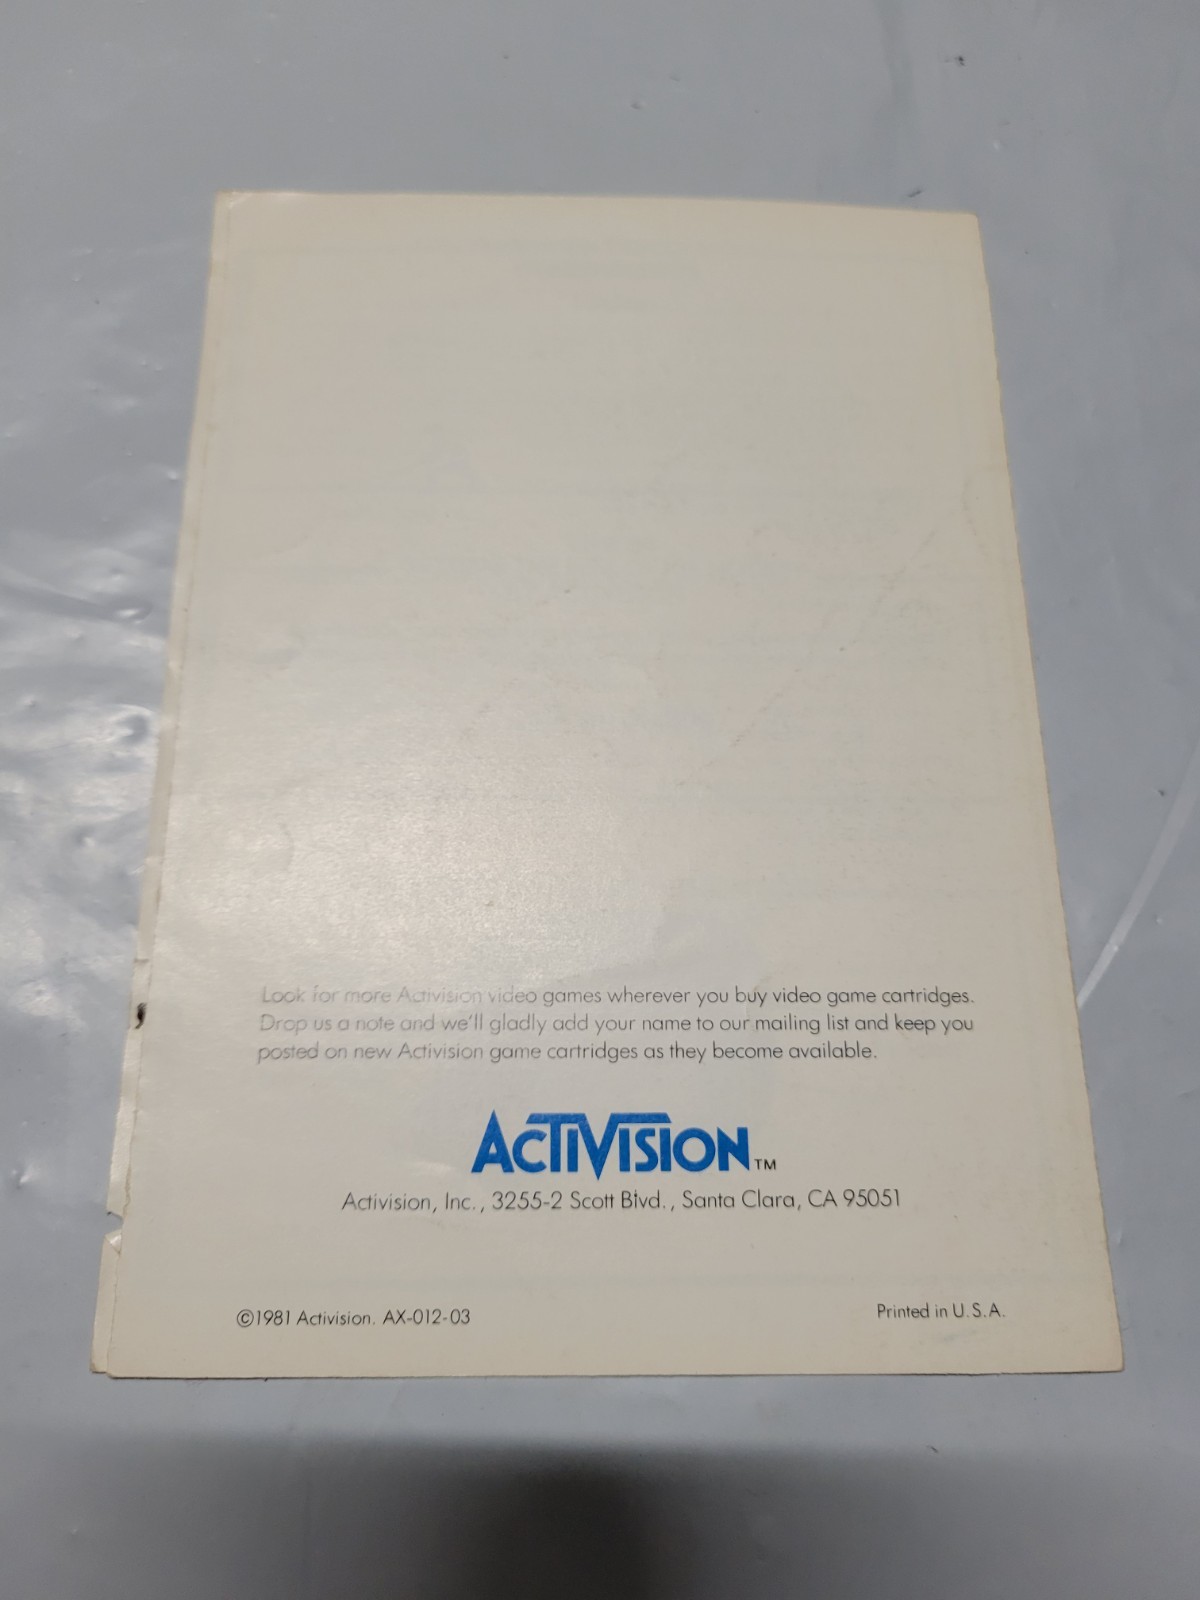 Look for more Activision video games wherever you buy video game cartridges.
Drop us a note and we'll gladly add your name to our mailing list and keep you
posted on new Activision game cartridges as they become available.
ACTIVISION™
Activision, Inc., 3255-2 Scott Blvd., Santa Clara, CA 95051
©1981 Activision. AX-012-03
Printed in U.S.A.